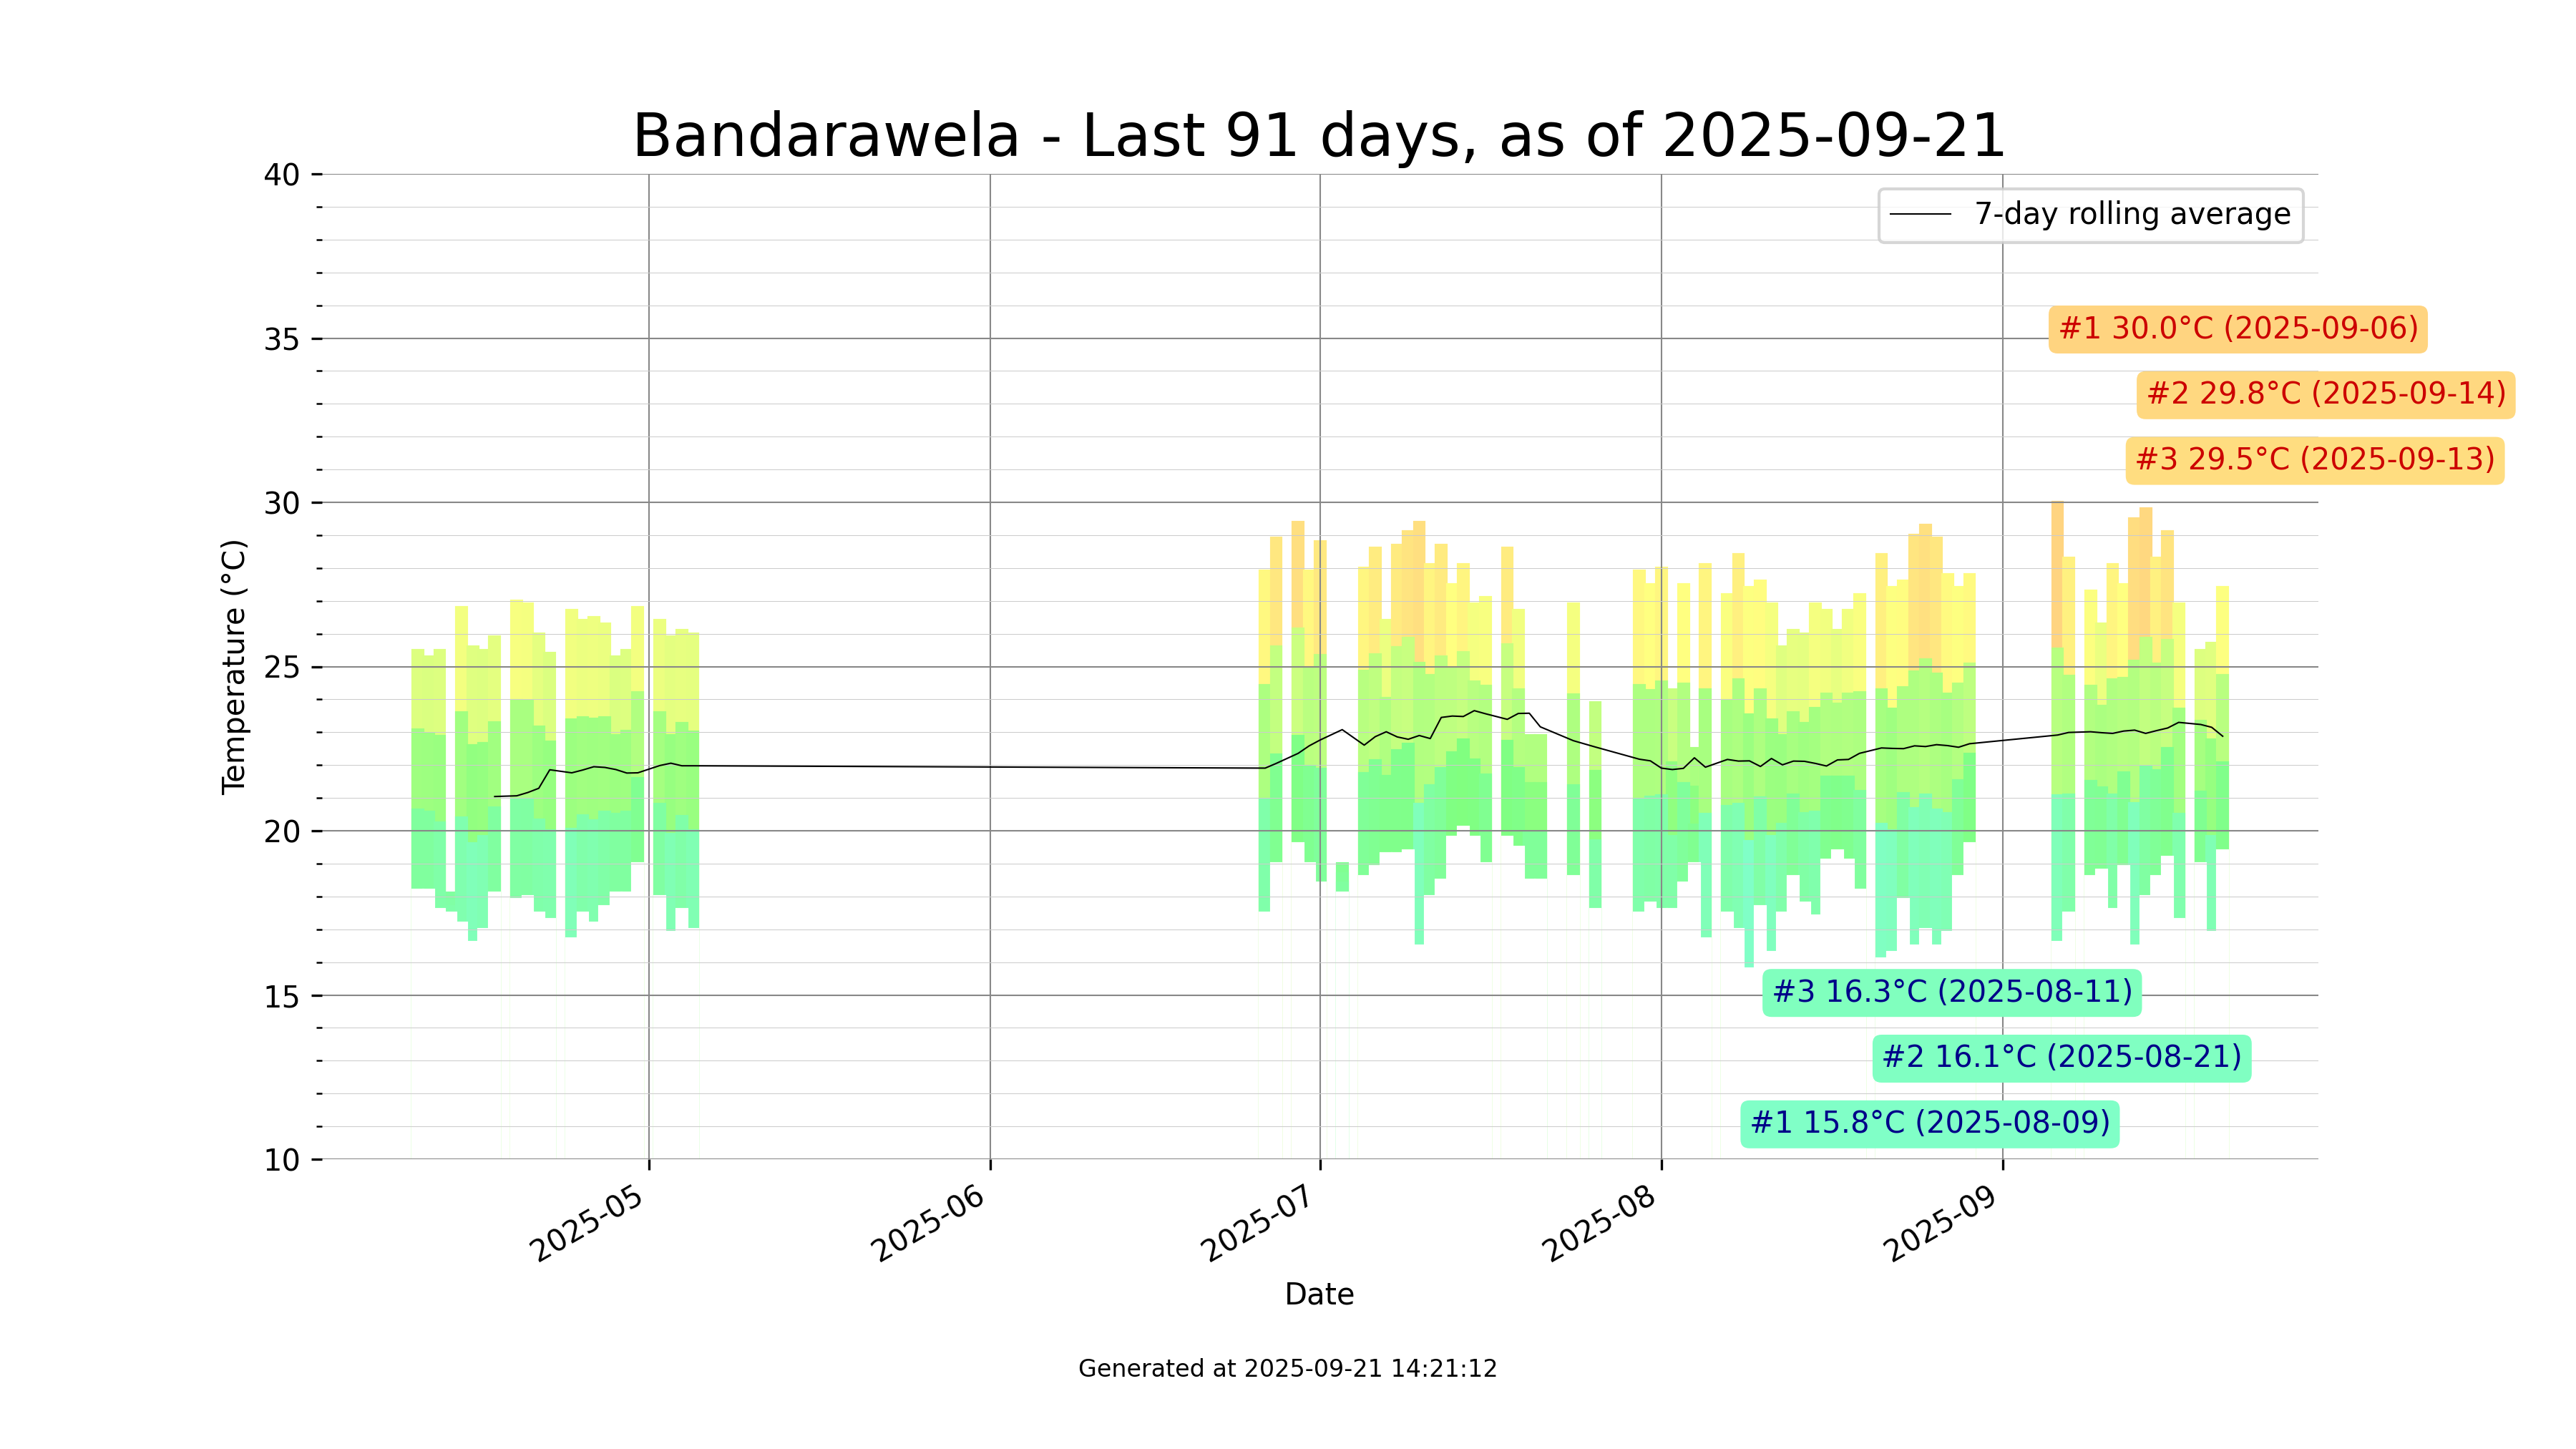 Bandarawela - Last 91 days, as of 2025-09-21
40
35
30
25
20
15
10
Temperature (°C)
7-day rolling average
#1 30.0°C (2025-09-06)
#2 29.8°C (2025-09-14)
#3 29.5°C (2025-09-13)
#3 16.3°C (2025-08-11)
#2 16.1°C (2025-08-21)
#1 15.8°C (2025-08-09)
2025-05
2025-06
2025-07
2025-08
2025-09
Date
Generated at 2025-09-21 14:21:12